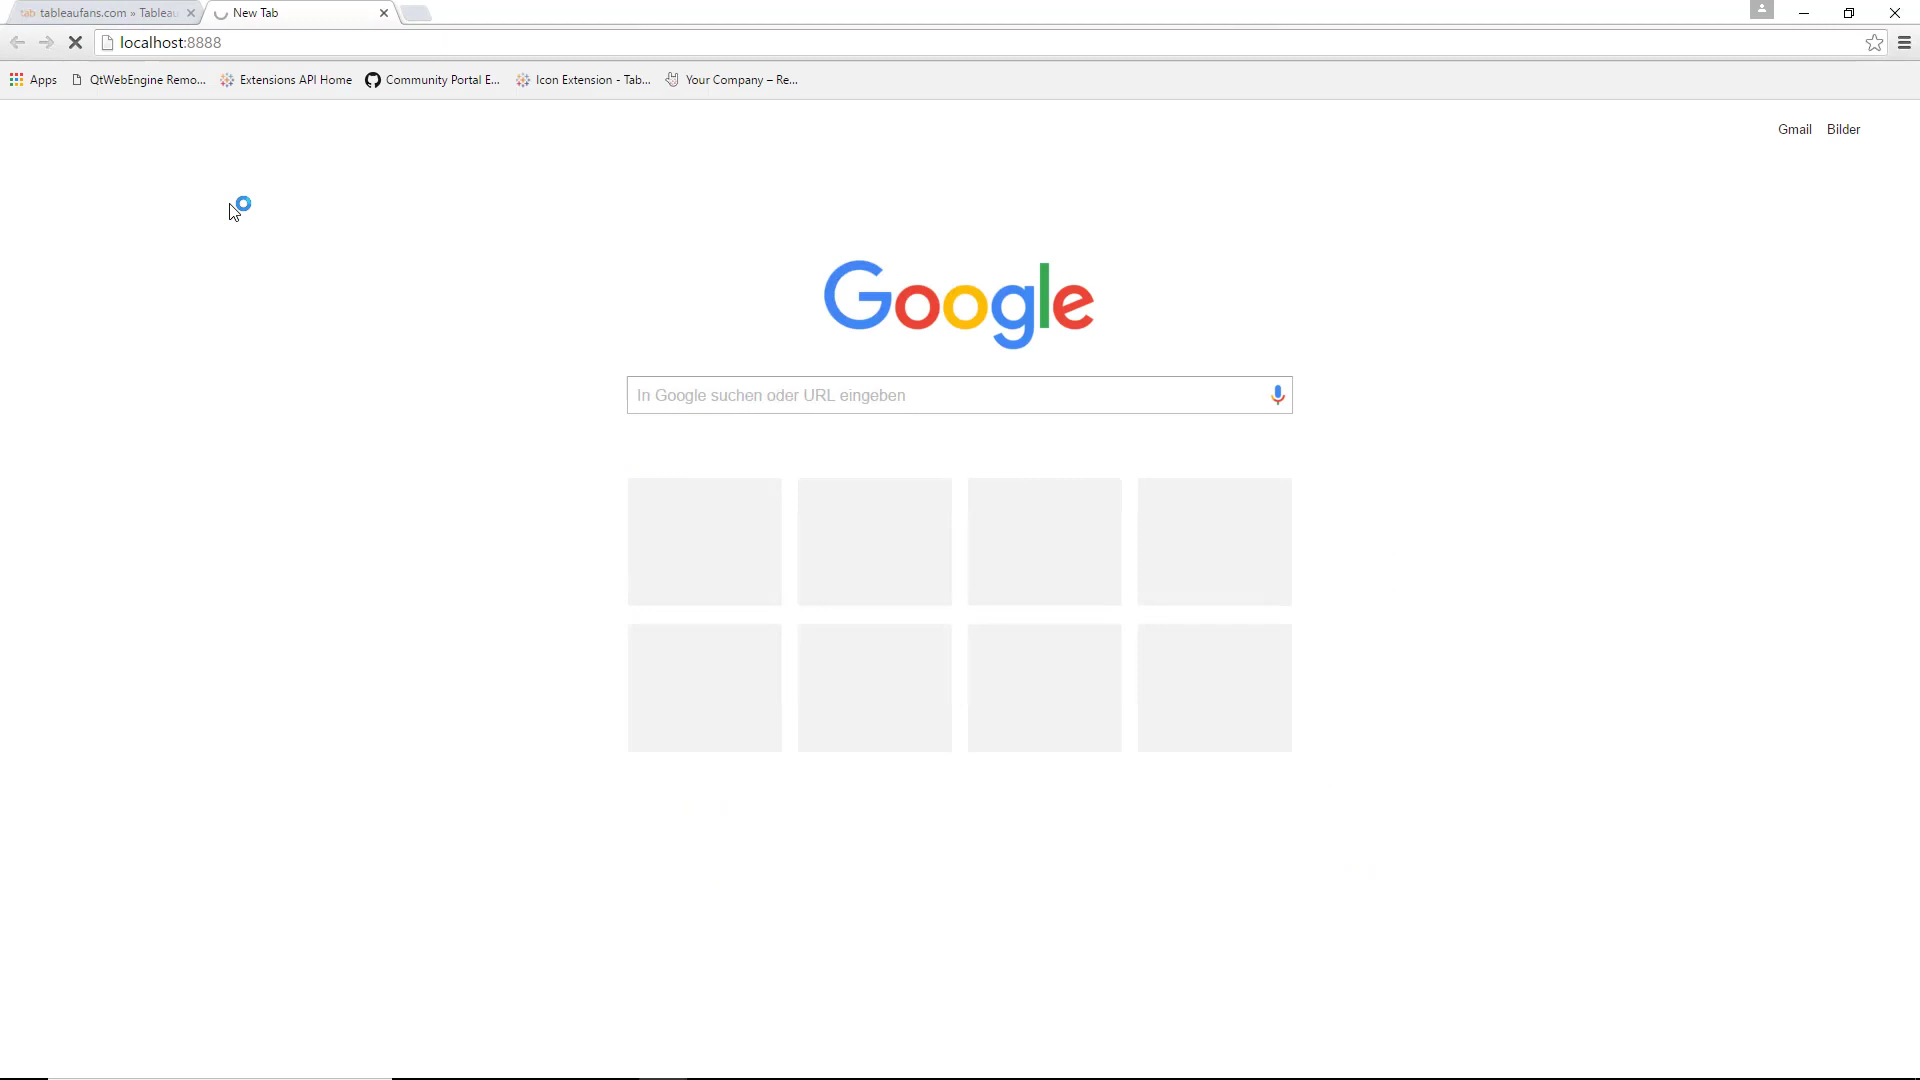 tab tableaufans.com » Tableau
New Tab
localhost:8888
Apps
QtWebEngine Remo...
Extensions API Home
Community Portal E...
Icon Extension - Tab...
Your Company – Re...
Gmail Bilder
Google
In Google suchen oder URL eingeben